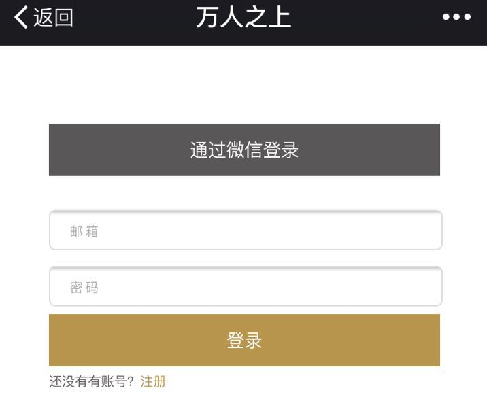 返回 万人之上
通过微信登录
邮箱
密码
登录
还没有有账号? 注册